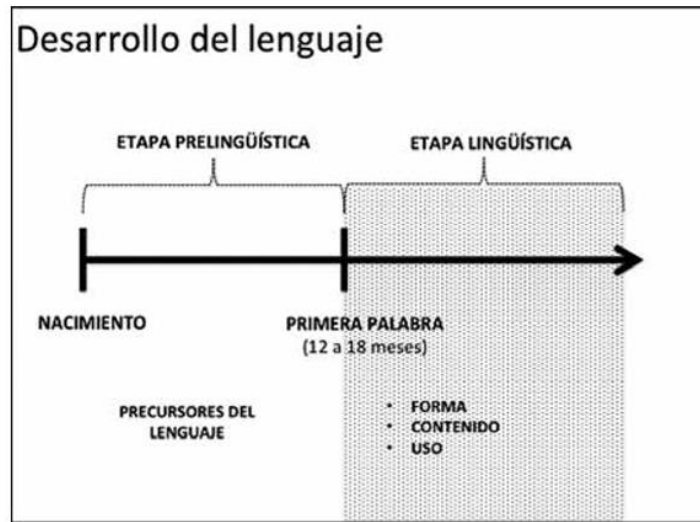 Desarrollo del lenguaje
ETAPA PRELINGÜÍSTICA
ETAPA LINGÜÍSTICA
NACIMIENTO
PRIMERA PALABRA
(12 a 18 meses)
PRECURSORES DEL
LENGUAJE
• FORMA
• CONTENIDO
• USO